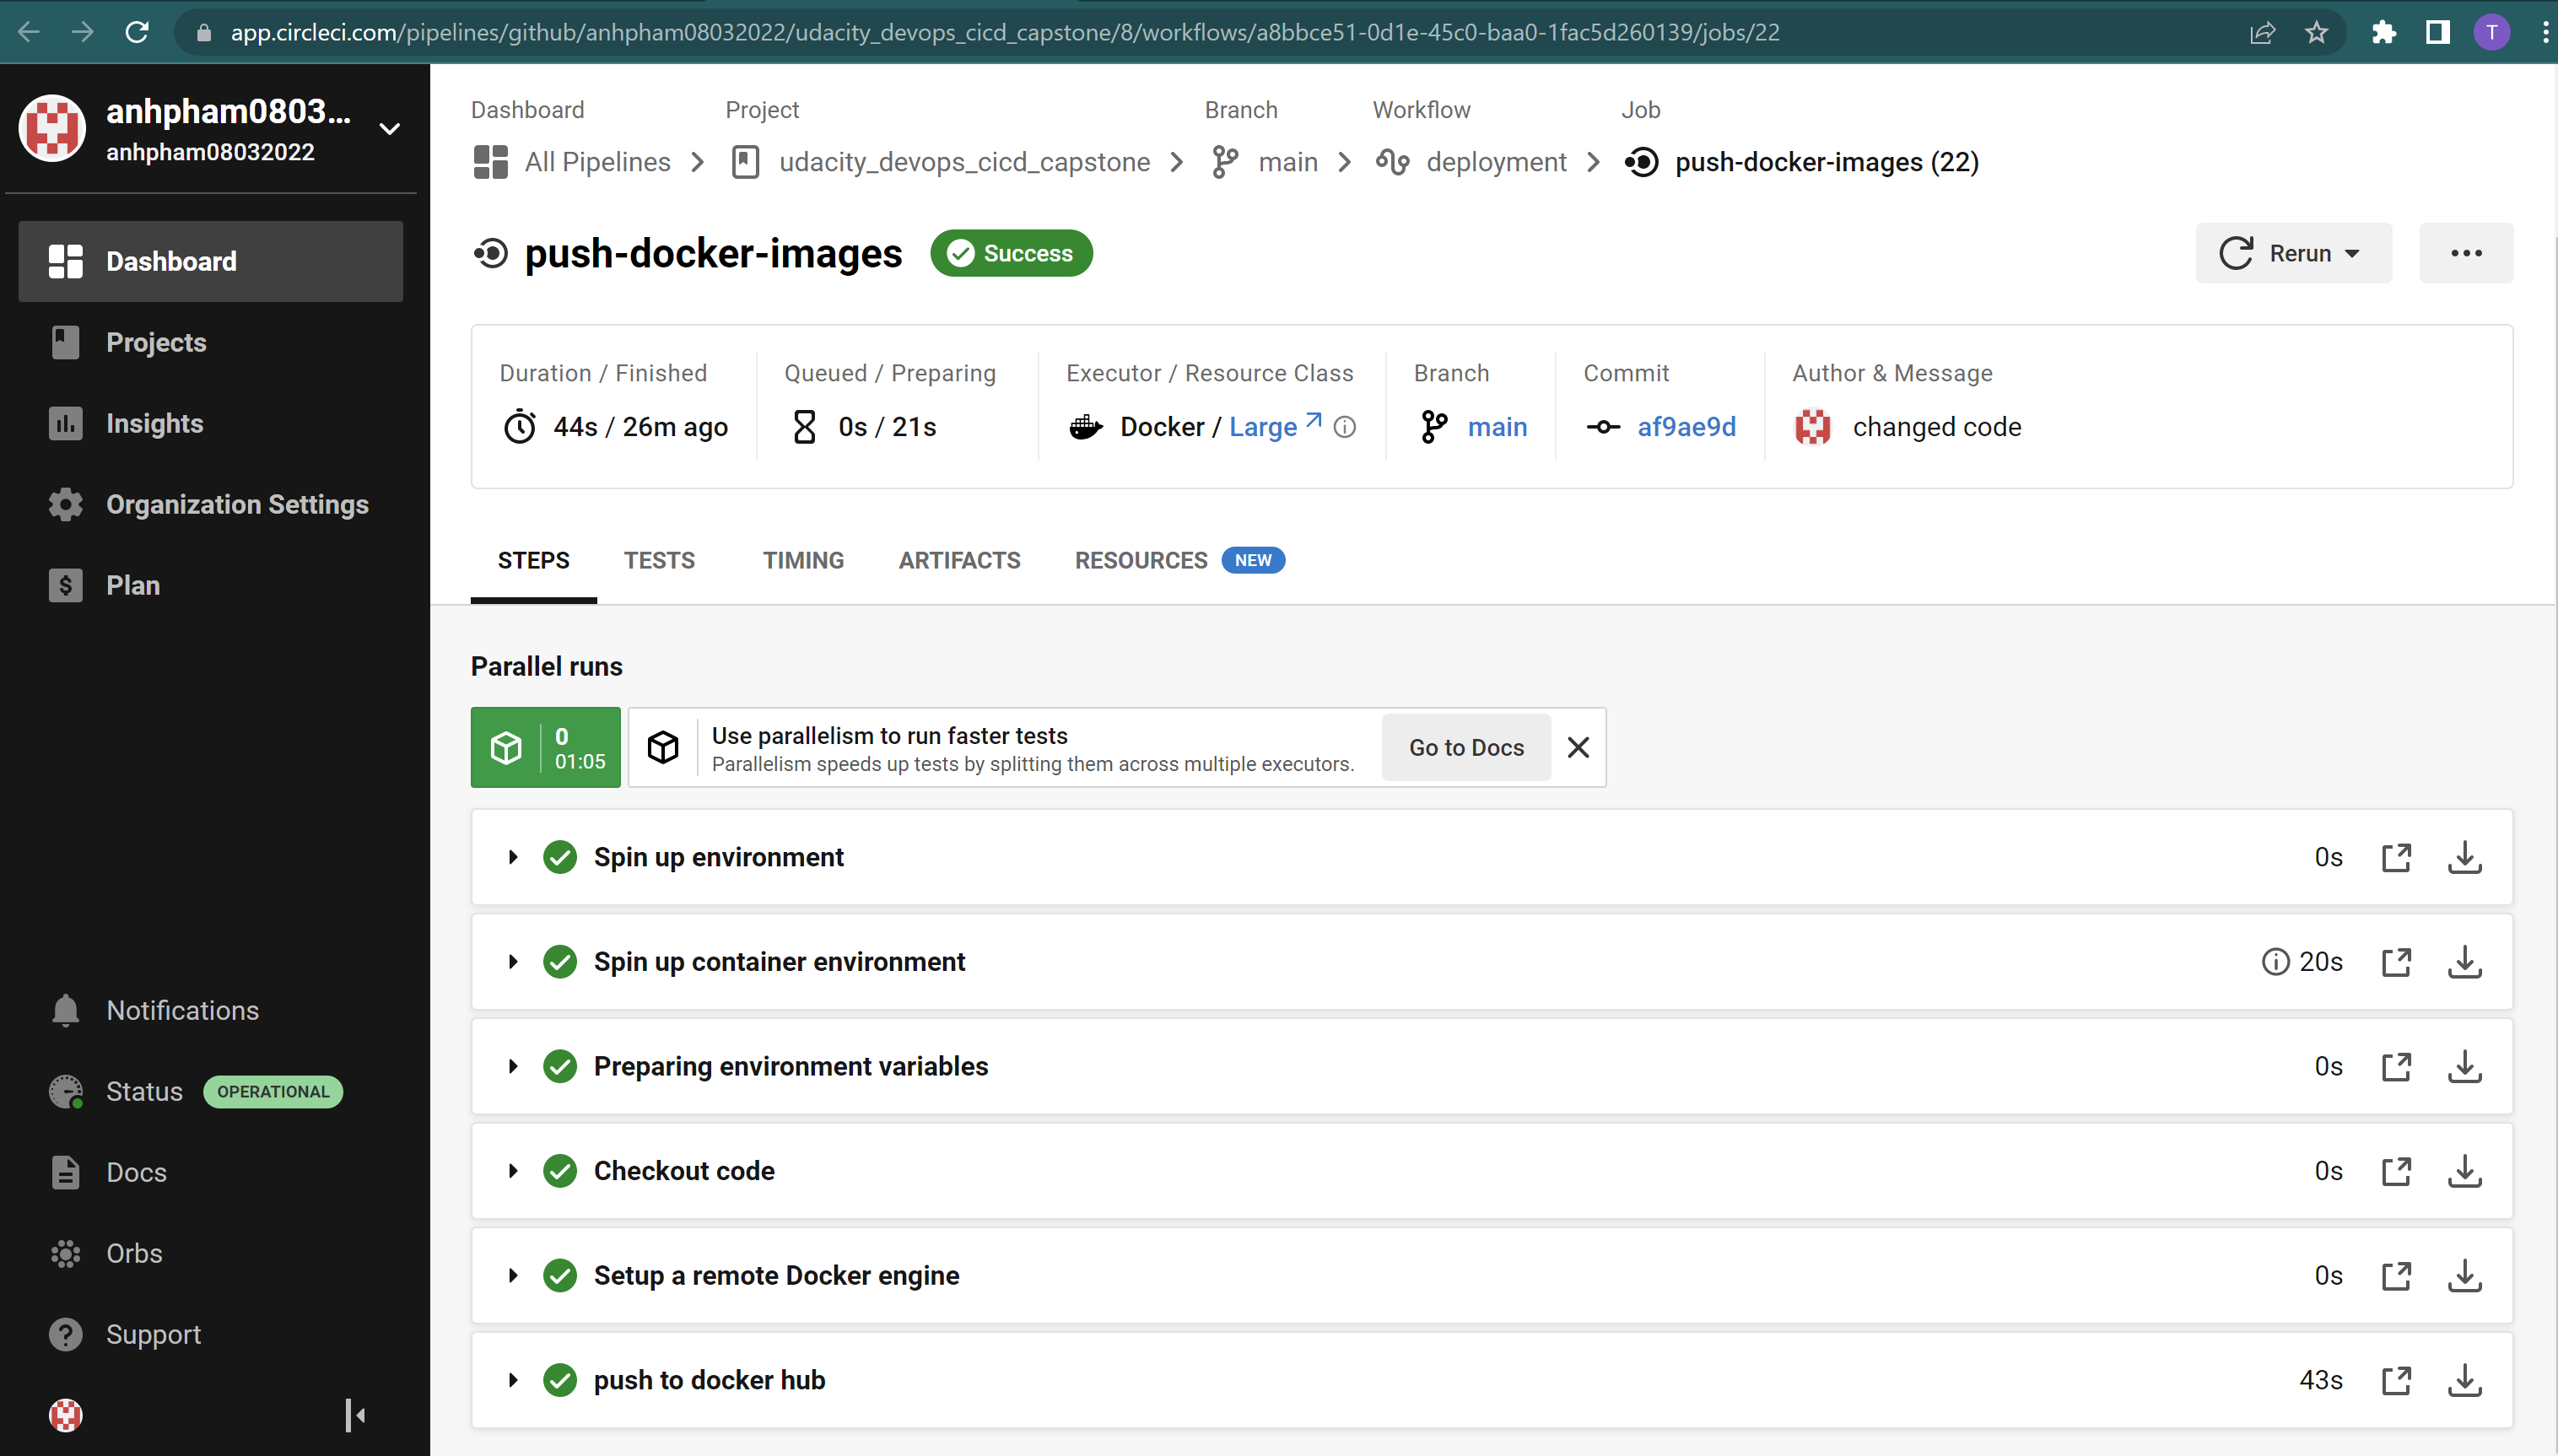 app.circleci.com/pipelines/github/anhpham08032022/udacity_devops_cicd_capstone/8/workflows/a8bbce51-0d1e-45c0-baa0-1fac5d260139/jobs/22
T
anhpham0803...
anhpham08032022
Dashboard
Projects
Insights
Organization Settings
Plan
Notifications
Status OPERATIONAL
Docs
Orbs
Support
Dashboard Project Branch Workflow Job
All Pipelines udacity_devops_cicd_capstone main deployment push-docker-images (22)
push-docker-images Success
Rerun
Duration / Finished Queued / Preparing Executor / Resource Class Branch Commit Author & Message
44s / 26m ago 0s / 21s Docker / Large main af9ae9d changed code
STEPS TESTS TIMING ARTIFACTS RESOURCES NEW
Parallel runs
0
01:05
Use parallelism to run faster tests
Parallelism speeds up tests by splitting them across multiple executors.
Go to Docs
Spin up environment 0s
Spin up container environment 20s
Preparing environment variables 0s
Checkout code 0s
Setup a remote Docker engine 0s
push to docker hub 43s